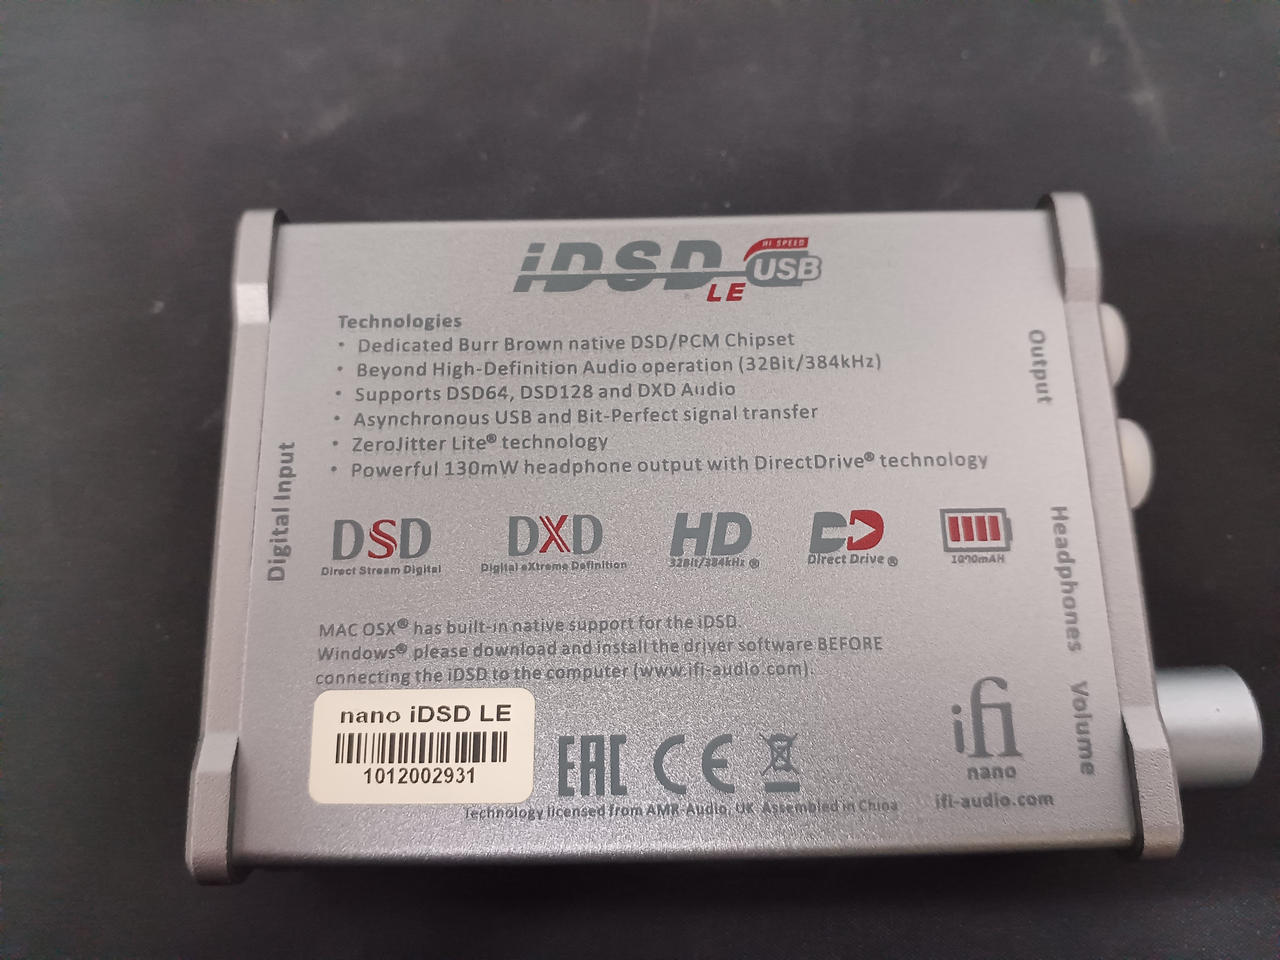 iDSD
HI SPEED
USB
LE
Technologies
• Dedicated Burr Brown native DSD/PCM Chipset
• Beyond High-Definition Audio operation (32Bit/384kHz)
• Supports DSD64, DSD128 and DXD Audio
• Asynchronous USB and Bit-Perfect signal transfer
• ZeroJitter Lite® technology
• Powerful 130mW headphone output with DirectDrive® technology
Digital Input
Output
Headphones
Volume
DSD
Direct Stream Digital
DXD
Digital eXtreme Definition
HD
32Bit/384kHz ®
DD
Direct Drive ®
1000mAH
MAC OSX® has built-in native support for the iDSD.
Windows® please download and install the driver software BEFORE
connecting the iDSD to the computer (www.ifi-audio.com).
nano iDSD LE
1012002931
EAC CE
ifi
nano
ifi-audio.com
Technology licensed from AMR-Audio, UK Assembled in China